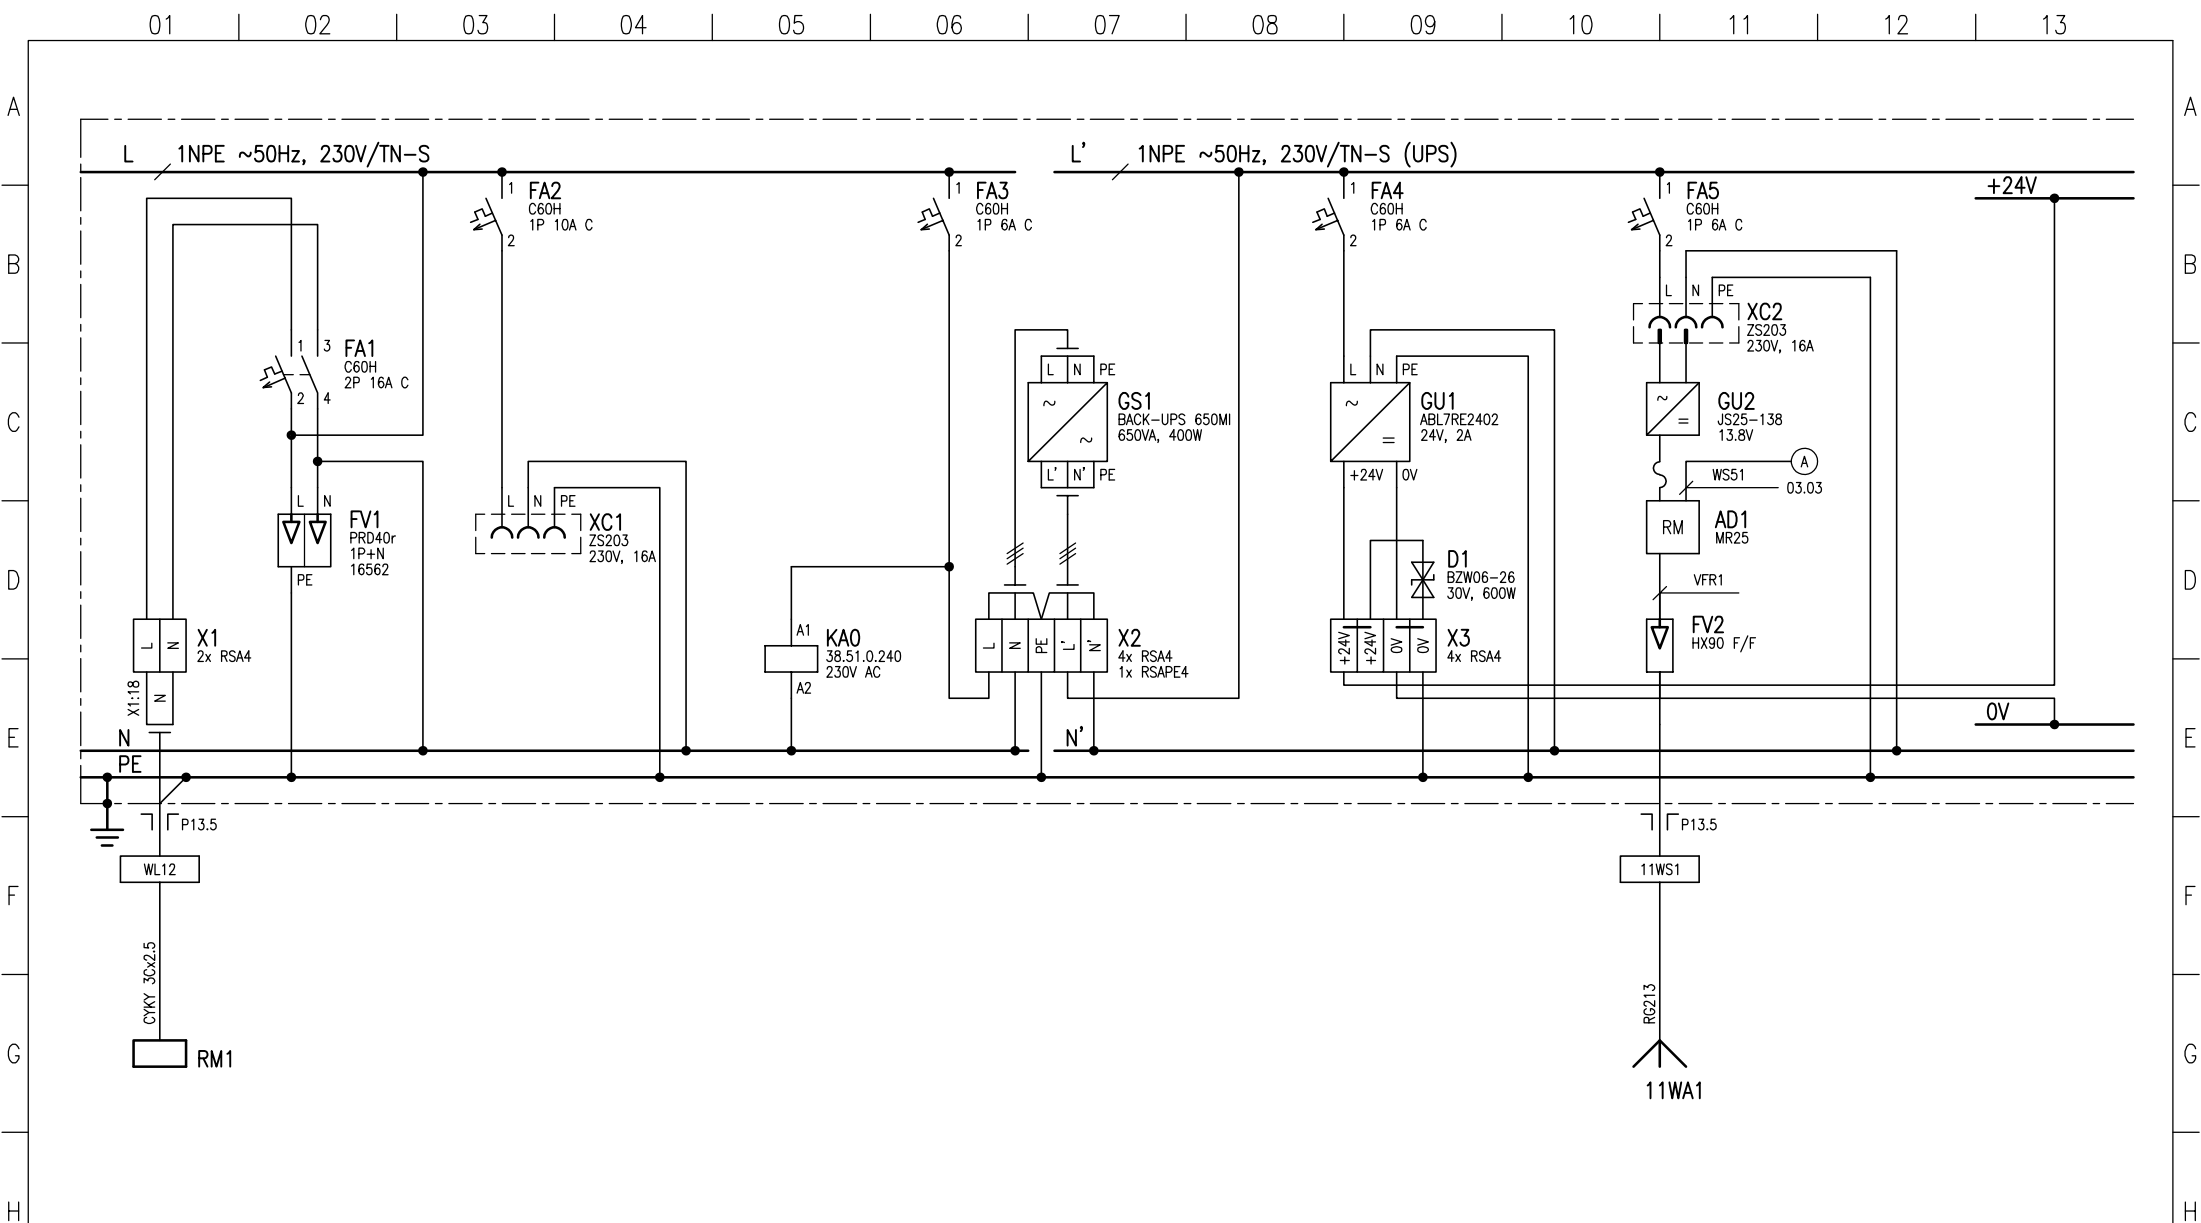 01 02 03 04 05 06 07 08 09 10 11 12 13
A A
L 1NPE ~50Hz, 230V/TN-S
L' 1NPE ~50Hz, 230V/TN-S (UPS)
+24V
1 FA2
C60H
1P 10A C
2
1 FA3
C60H
1P 6A C
2
1 FA4
C60H
1P 6A C
2
1 FA5
C60H
1P 6A C
2
B B
L N PE
XC2
ZS203
230V, 16A
1 3 FA1
C60H
2P 16A C
2 4
L N PE
~
~
GS1
BACK-UPS 650MI
650VA, 400W
L' N' PE
L N PE
~
=
GU1
ABL7RE2402
24V, 2A
+24V 0V
~
=
GU2
JS25-138
13.8V
C C
WS51
A
03.03
L N
FV1
PRD40r
1P+N
16562
PE
L N PE
XC1
ZS203
230V, 16A
RM
AD1
MR25
D1
BZW06-26
30V, 600W
VFR1
D D
L N
X1
2x RSA4
X1:18
N
A1
KA0
38.51.0.240
230V AC
A2
L N PE L' N'
X2
4x RSA4
1x RSAPE4
+24V +24V 0V 0V
X3
4x RSA4
FV2
HX90 F/F
0V
E E
N
N'
PE
P13.5
P13.5
WL12
11WS1
F F
CYKY 3Cx2.5
RG213
G G
RM1
11WA1
H H